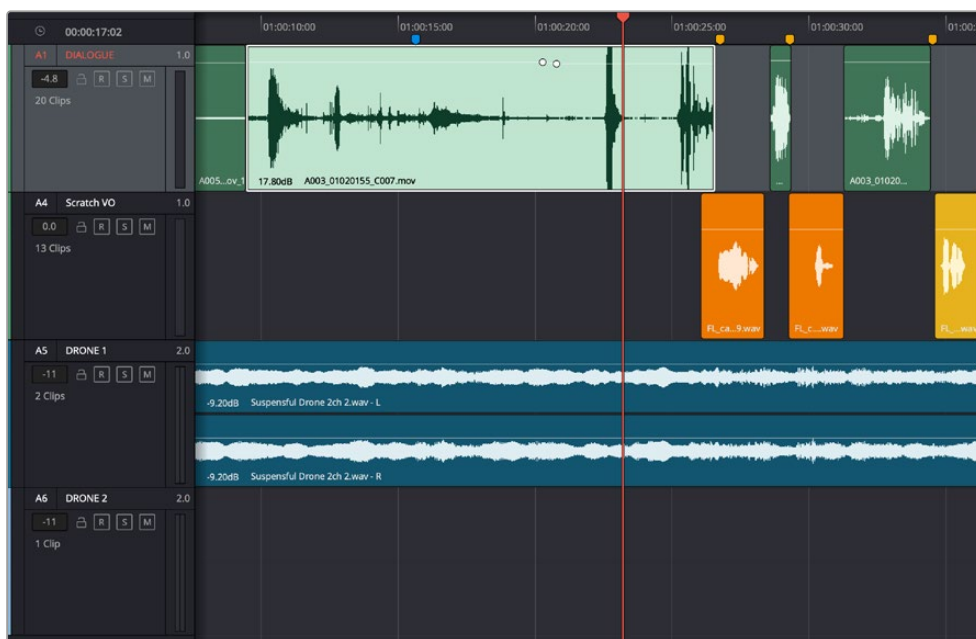 00:00:17:02
01:00:10:00 01:00:15:00 01:00:20:00 01:00:25:00 01:00:30:00 01:00:
A1 DIALOGUE 1.0
-4.8 R S M
20 Clips
A005...ov_1 17.80dB A003_01020155_C007.mov ... A003_01020...
A4 Scratch VO 1.0
0.0 R S M
13 Clips
FL_ca...9.wav FL_c....wav FL_...wav
A5 DRONE 1 2.0
-11 R S M
2 Clips
-9.20dB Suspensful Drone 2ch 2.wav - L
-9.20dB Suspensful Drone 2ch 2.wav - R
A6 DRONE 2 2.0
-11 R S M
1 Clip